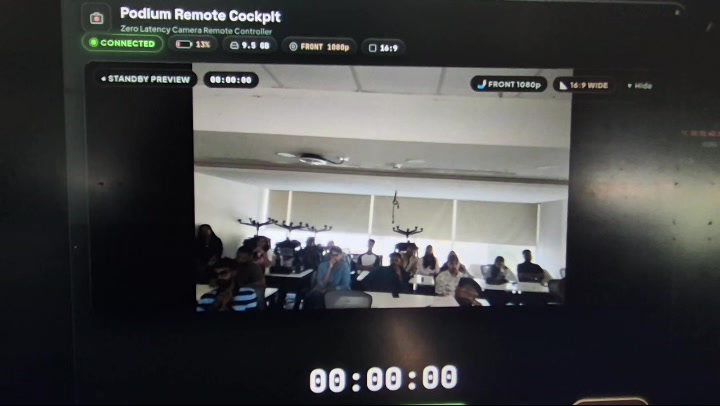 Podium Remote Cockpit
Zero Latency Camera Remote Controller
CONNECTED 13% 9.5 GB FRONT 1080p 16:9
STANDBY PREVIEW 00:00:00 FRONT 1080p 16:9 WIDE Hide
00:00:00